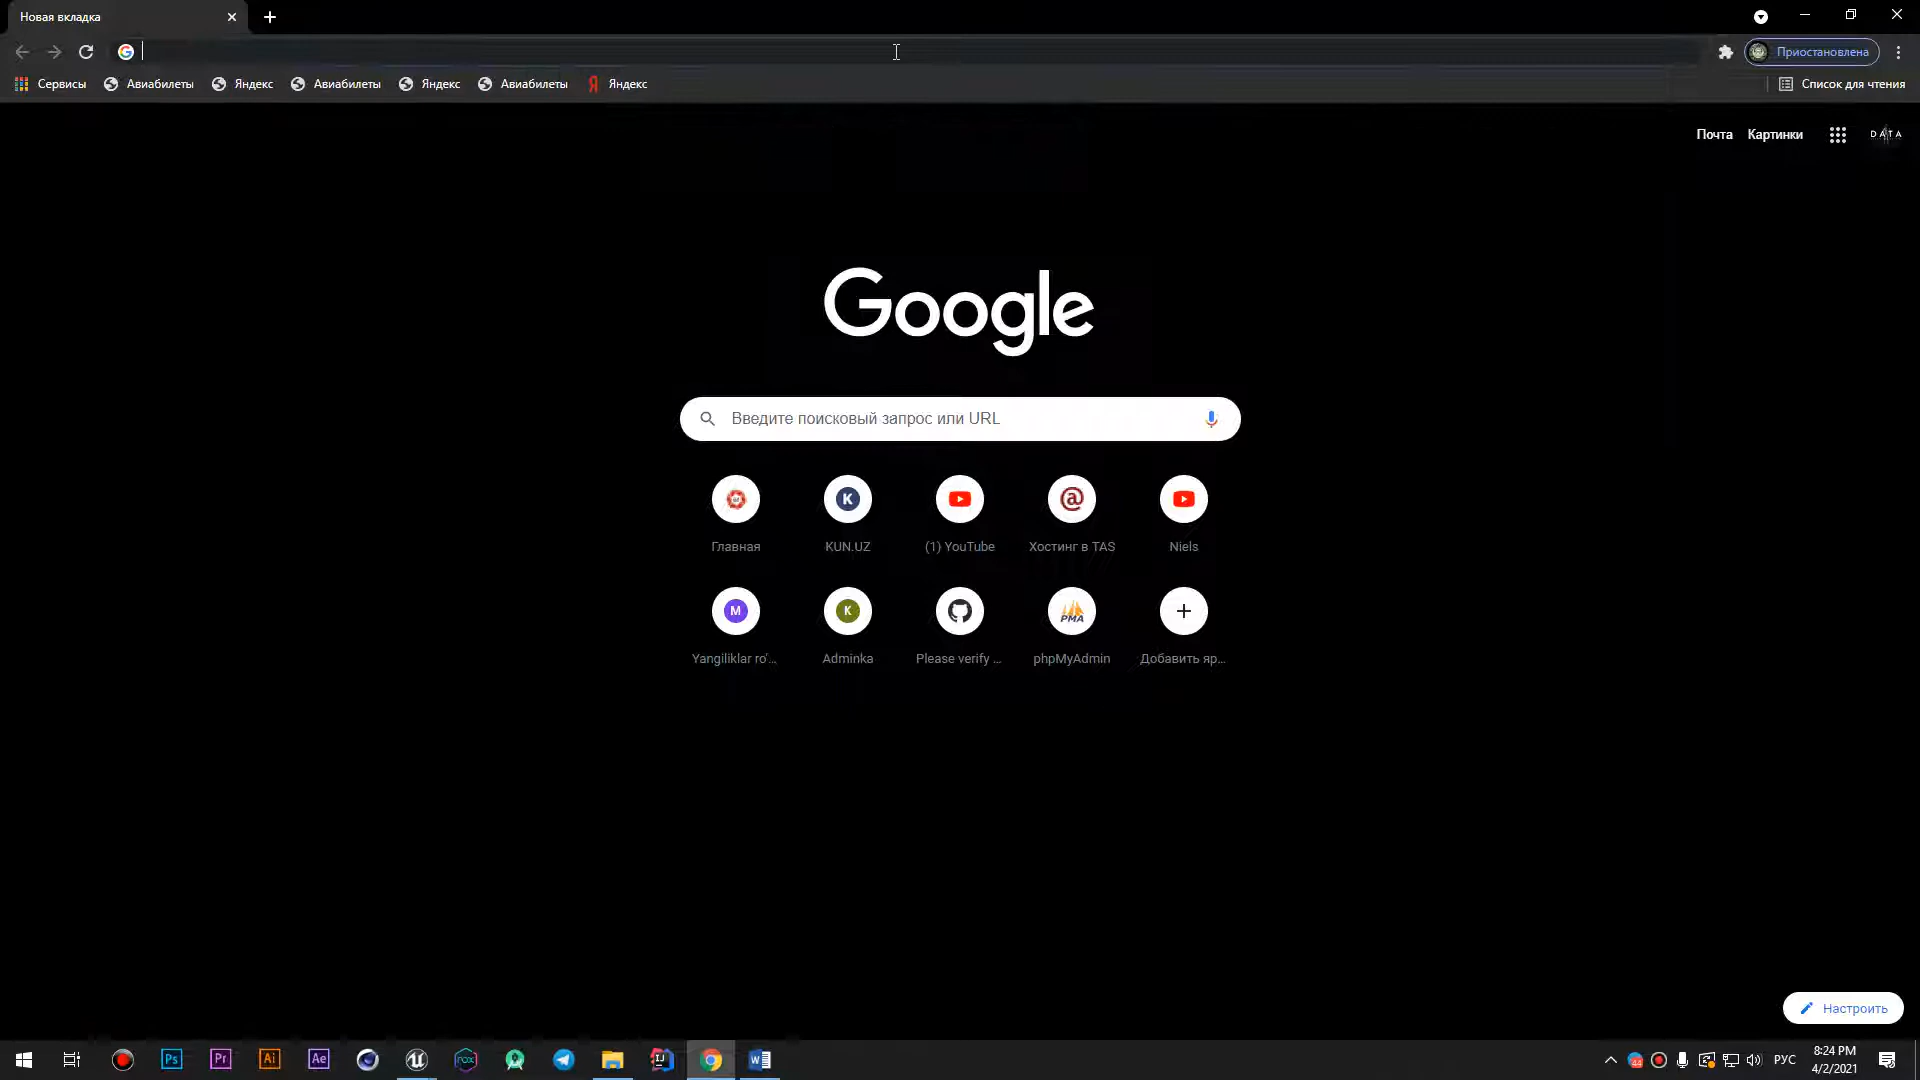 Новая вкладка
Приостановлена
Сервисы
Авиабилеты
Яндекс
Авиабилеты
Яндекс
Авиабилеты
Яндекс
Список для чтения
Почта
Картинки
DATA
Google
Введите поисковый запрос или URL
Главная
KUN.UZ
(1) YouTube
Хостинг в TAS
Niels
Yangiliklar ro'...
Adminka
Please verify ...
phpMyAdmin
Добавить яр...
Настроить
РУС
8:24 PM
4/2/2021